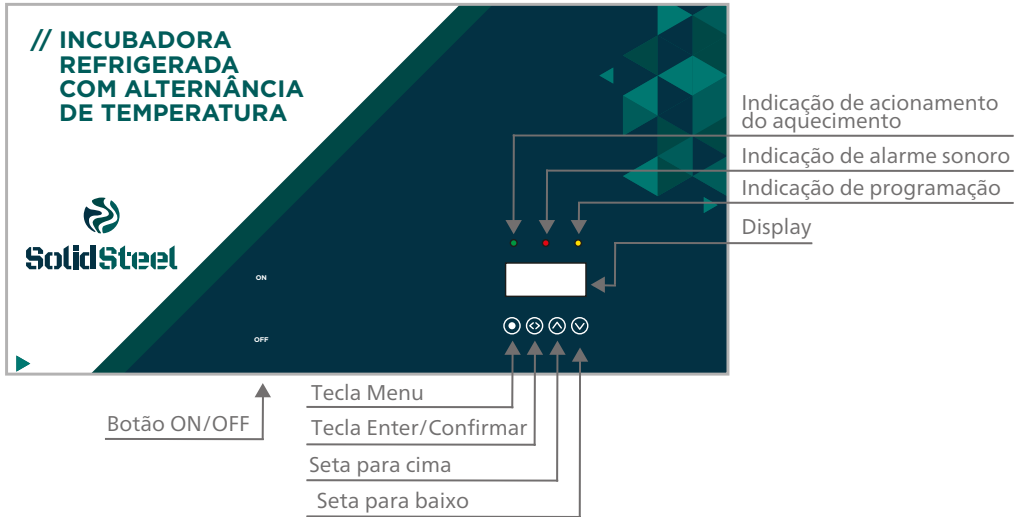 // INCUBADORA
REFRIGERADA
COM ALTERNÂNCIA
DE TEMPERATURA
SolidSteel
ON
OFF
Indicação de acionamento
do aquecimento
Indicação de alarme sonoro
Indicação de programação
Display
Botão ON/OFF
Tecla Menu
Tecla Enter/Confirmar
Seta para cima
Seta para baixo